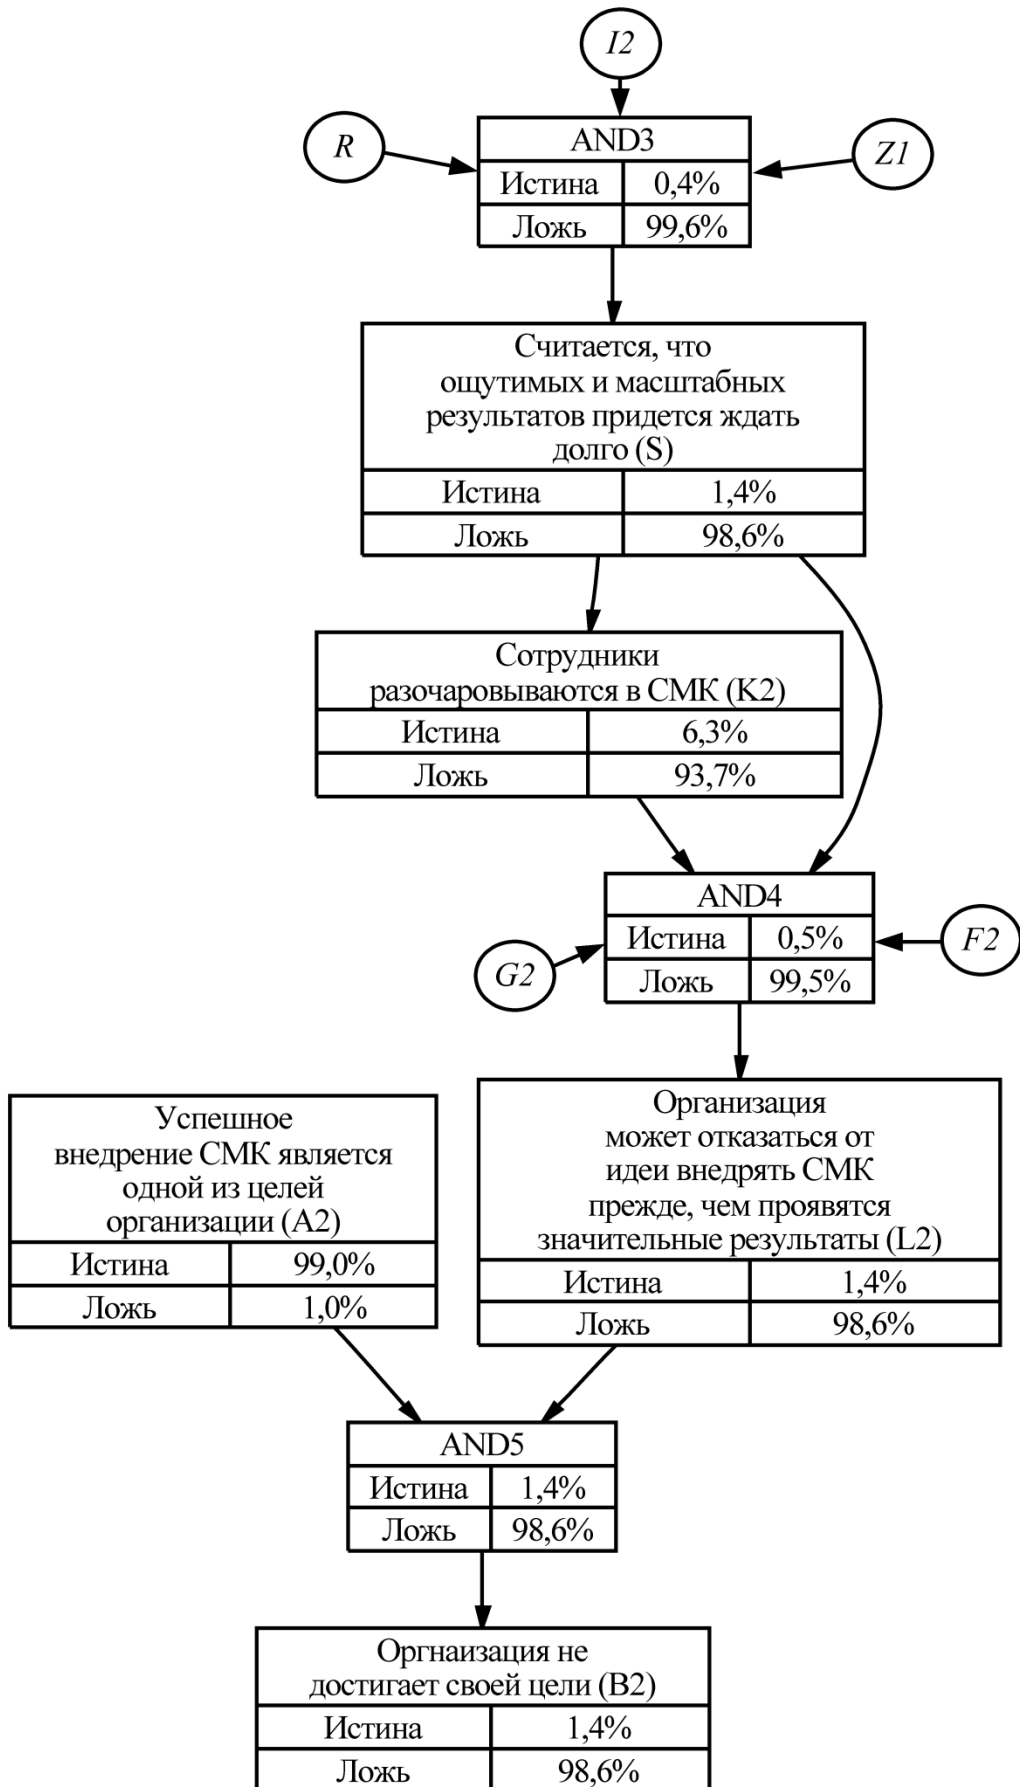 I2
R
AND3
Z1
Истина 0,4%
Ложь 99,6%
Считается, что
ощутимых и масштабных
результатов придется ждать
долго (S)
Истина 1,4%
Ложь 98,6%
Сотрудники
разочаровываются в СМК (K2)
Истина 6,3%
Ложь 93,7%
AND4
Истина 0,5%
Ложь 99,5%
G2
F2
Успешное
внедрение СМК является
одной из целей
организации (A2)
Истина 99,0%
Ложь 1,0%
Организация
может отказаться от
идеи внедрять СМК
прежде, чем проявятся
значительные результаты (L2)
Истина 1,4%
Ложь 98,6%
AND5
Истина 1,4%
Ложь 98,6%
Оргнаизация не
достигает своей цели (B2)
Истина 1,4%
Ложь 98,6%